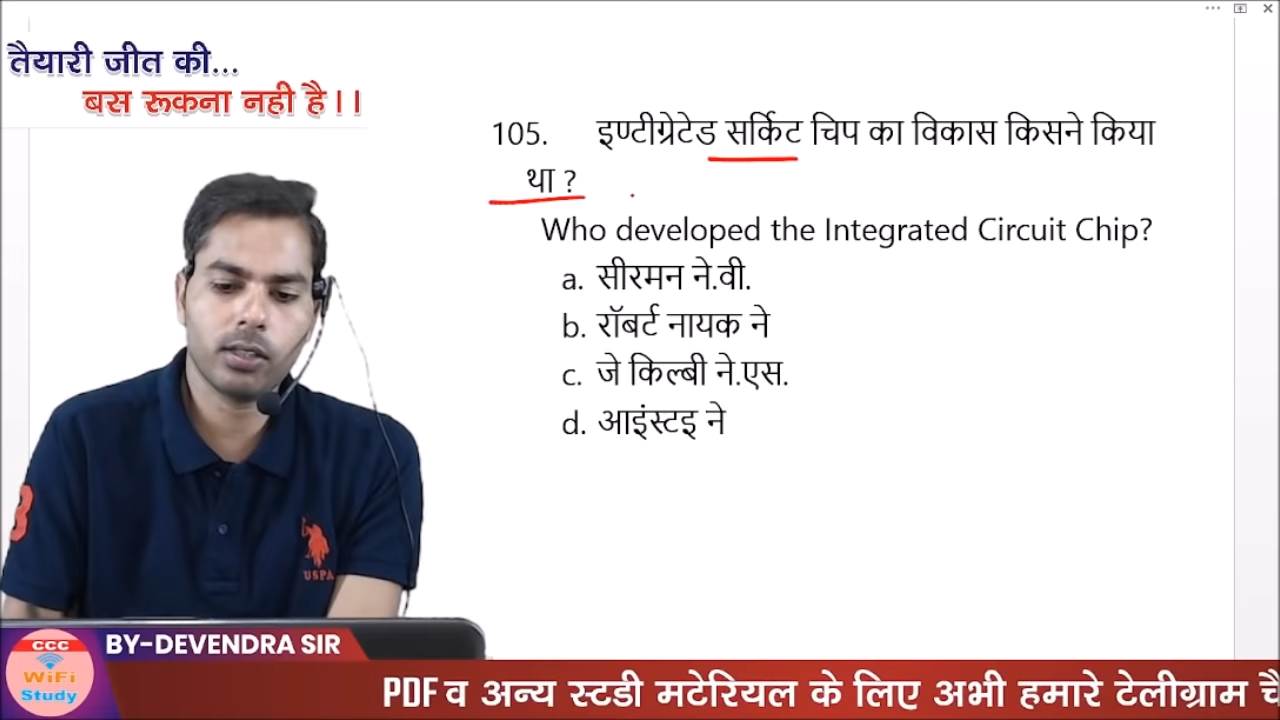 तैयारी जीत की...
बस रूकना नही है।।
105. इण्टीग्रेटेड सर्किट चिप का विकास किसने किया
था ?
Who developed the Integrated Circuit Chip?
a. सीरमन ने.वी.
b. रॉबर्ट नायक ने
c. जे किल्बी ने.एस.
d. आइंस्टइ ने
3
USPA
CCC
WiFi
Study
BY-DEVENDRA SIR
PDF व अन्य स्टडी मटेरियल के लिए अभी हमारे टेलीग्राम चै